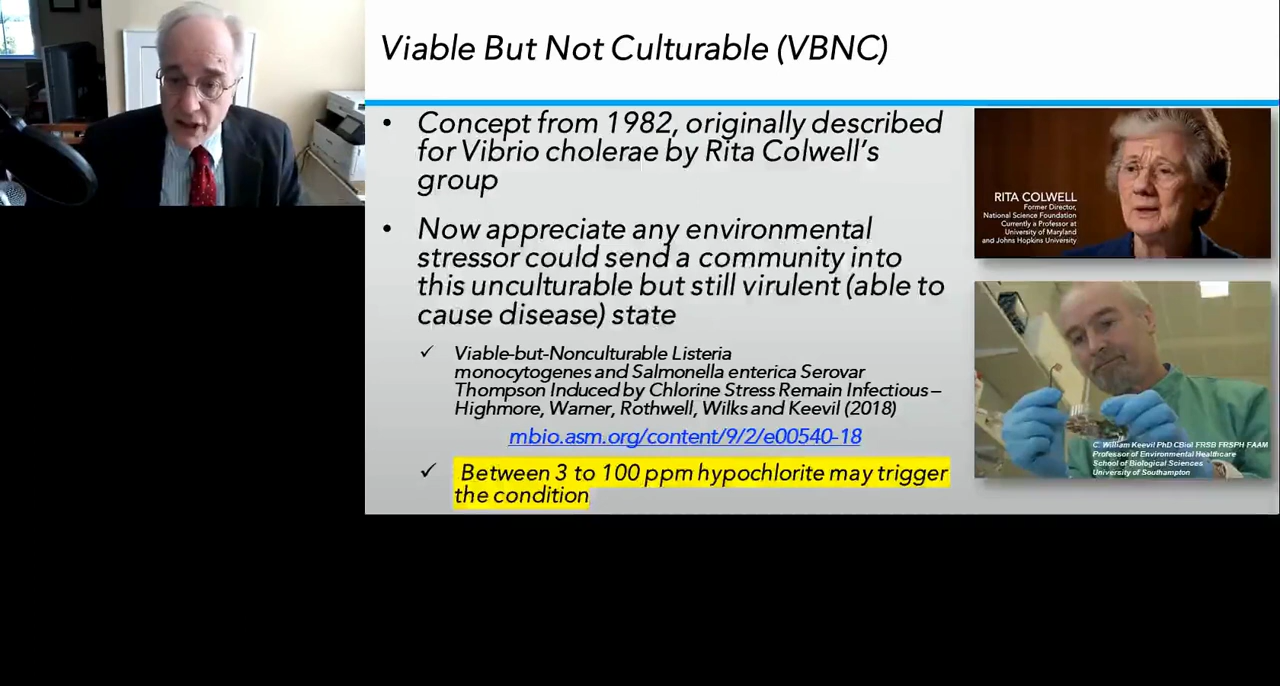 Viable But Not Culturable (VBNC)
• Concept from 1982, originally described
for Vibrio cholerae by Rita Colwell's
group
• Now appreciate any environmental
stressor could send a community into
this unculturable but still virulent (able to
cause disease) state
✓ Viable-but-Nonculturable Listeria
monocytogenes and Salmonella enterica Serovar
Thompson Induced by Chlorine Stress Remain Infectious –
Highmore, Warner, Rothwell, Wilks and Keevil (2018)
mbio.asm.org/content/9/2/e00540-18
✓ Between 3 to 100 ppm hypochlorite may trigger
the condition
RITA COLWELL
Former Director,
National Science Foundation
Currently a Professor at
University of Maryland
and Johns Hopkins University
C. William Keevil PhD CBiol FRSB FRSPH FAAM
Professor of Environmental Healthcare
School of Biological Sciences
University of Southampton